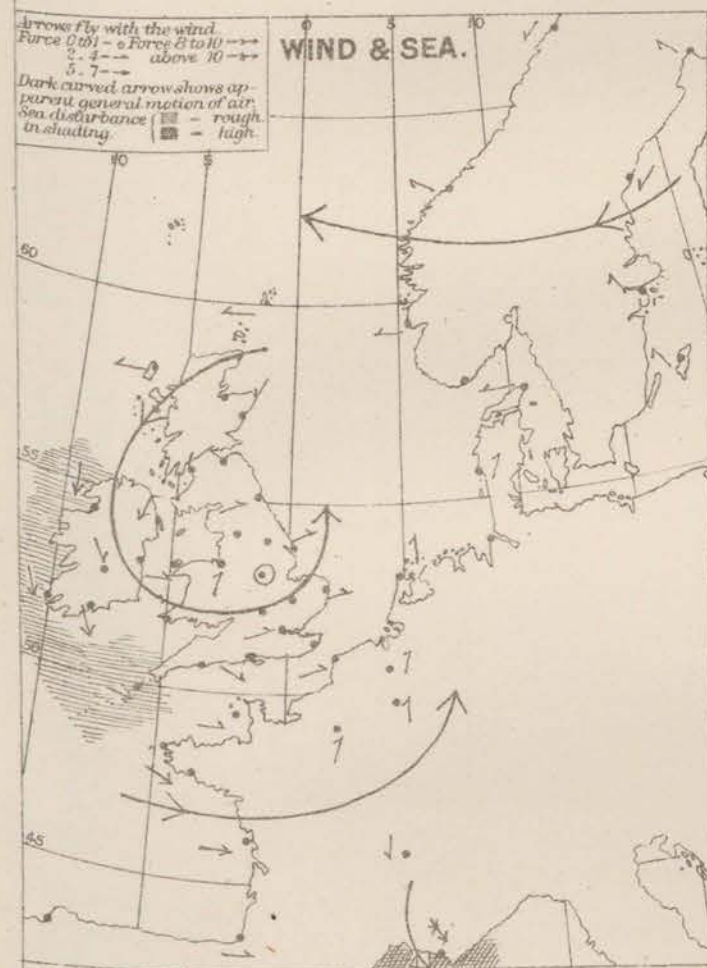 Arrows fly with the wind.
Force 0 to 1 - Force 8 to 10
2 - 4 - above 10 -
5 - 7 -
Dark curved arrow shows ap-
parent general motion of air.
Sea disturbance - rough.
in shading. - high.
WIND & SEA.
0 10
10 5
60
55
50
45